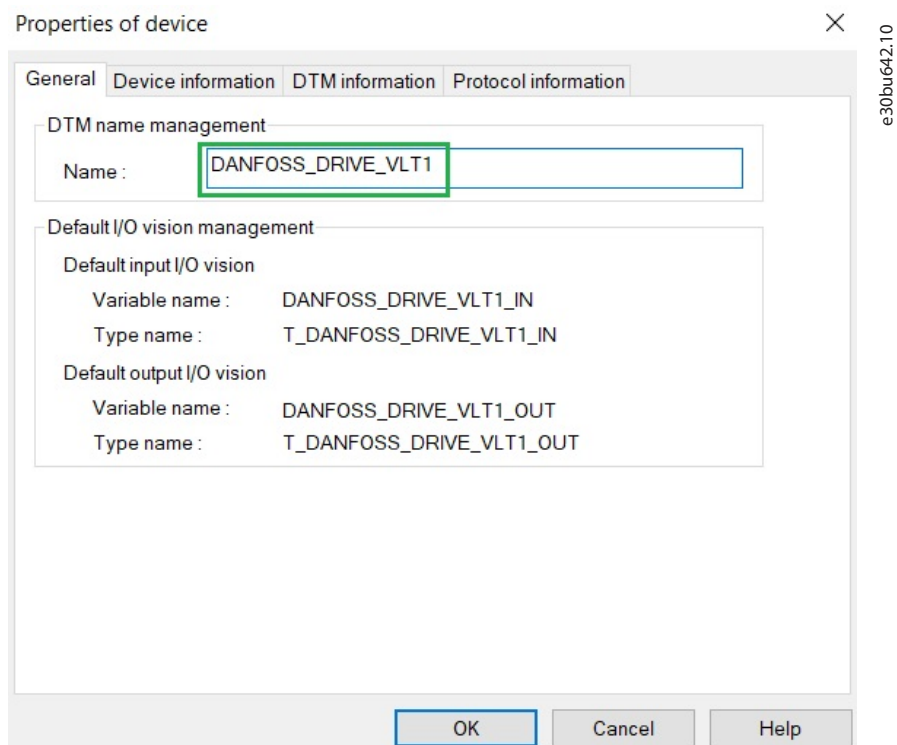 Properties of device
e30bu642.10
General Device information DTM information Protocol information
DTM name management
Name : DANFOSS_DRIVE_VLT1
Default I/O vision management
Default input I/O vision
Variable name : DANFOSS_DRIVE_VLT1_IN
Type name : T_DANFOSS_DRIVE_VLT1_IN
Default output I/O vision
Variable name : DANFOSS_DRIVE_VLT1_OUT
Type name : T_DANFOSS_DRIVE_VLT1_OUT
OK Cancel Help